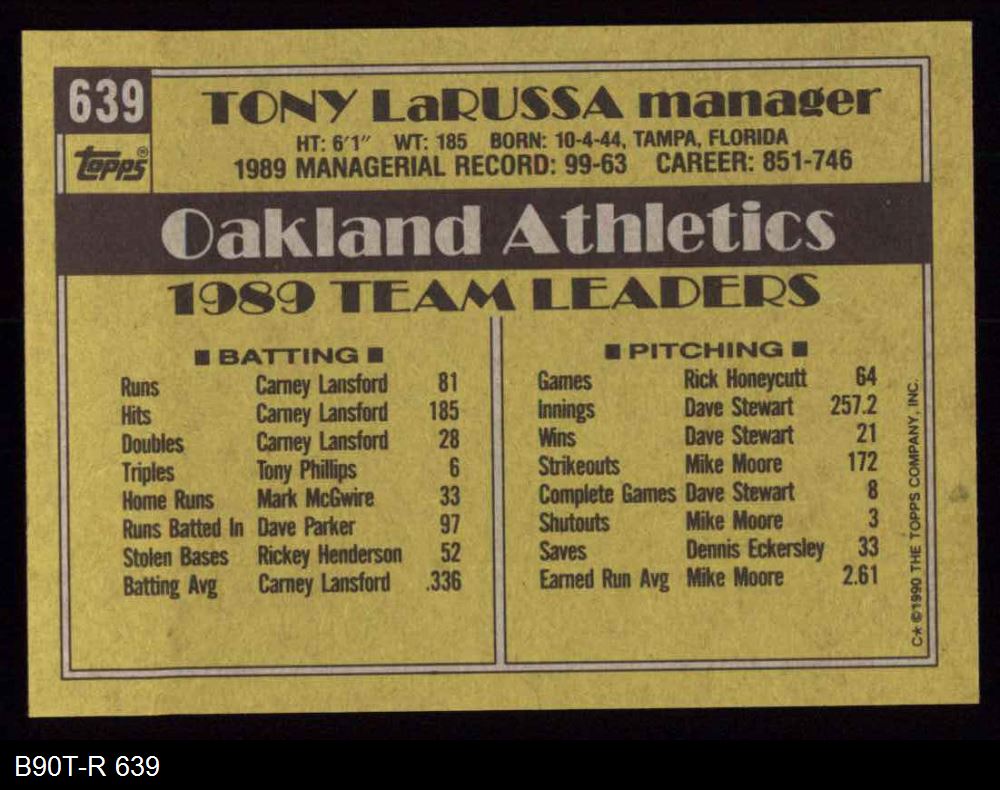 639
topps®
TONY LaRUSSA manager
HT: 6'1" WT: 185 BORN: 10-4-44, TAMPA, FLORIDA
1989 MANAGERIAL RECORD: 99-63 CAREER: 851-746
Oakland Athletics
1989 TEAM LEADERS
BATTING
Runs Carney Lansford 81
Hits Carney Lansford 185
Doubles Carney Lansford 28
Triples Tony Phillips 6
Home Runs Mark McGwire 33
Runs Batted In Dave Parker 97
Stolen Bases Rickey Henderson 52
Batting Avg Carney Lansford .336
PITCHING
Games Rick Honeycutt 64
Innings Dave Stewart 257.2
Wins Dave Stewart 21
Strikeouts Mike Moore 172
Complete Games Dave Stewart 8
Shutouts Mike Moore 3
Saves Dennis Eckersley 33
Earned Run Avg Mike Moore 2.61
C★ ©1990 THE TOPPS COMPANY, INC.
B90T-R 639